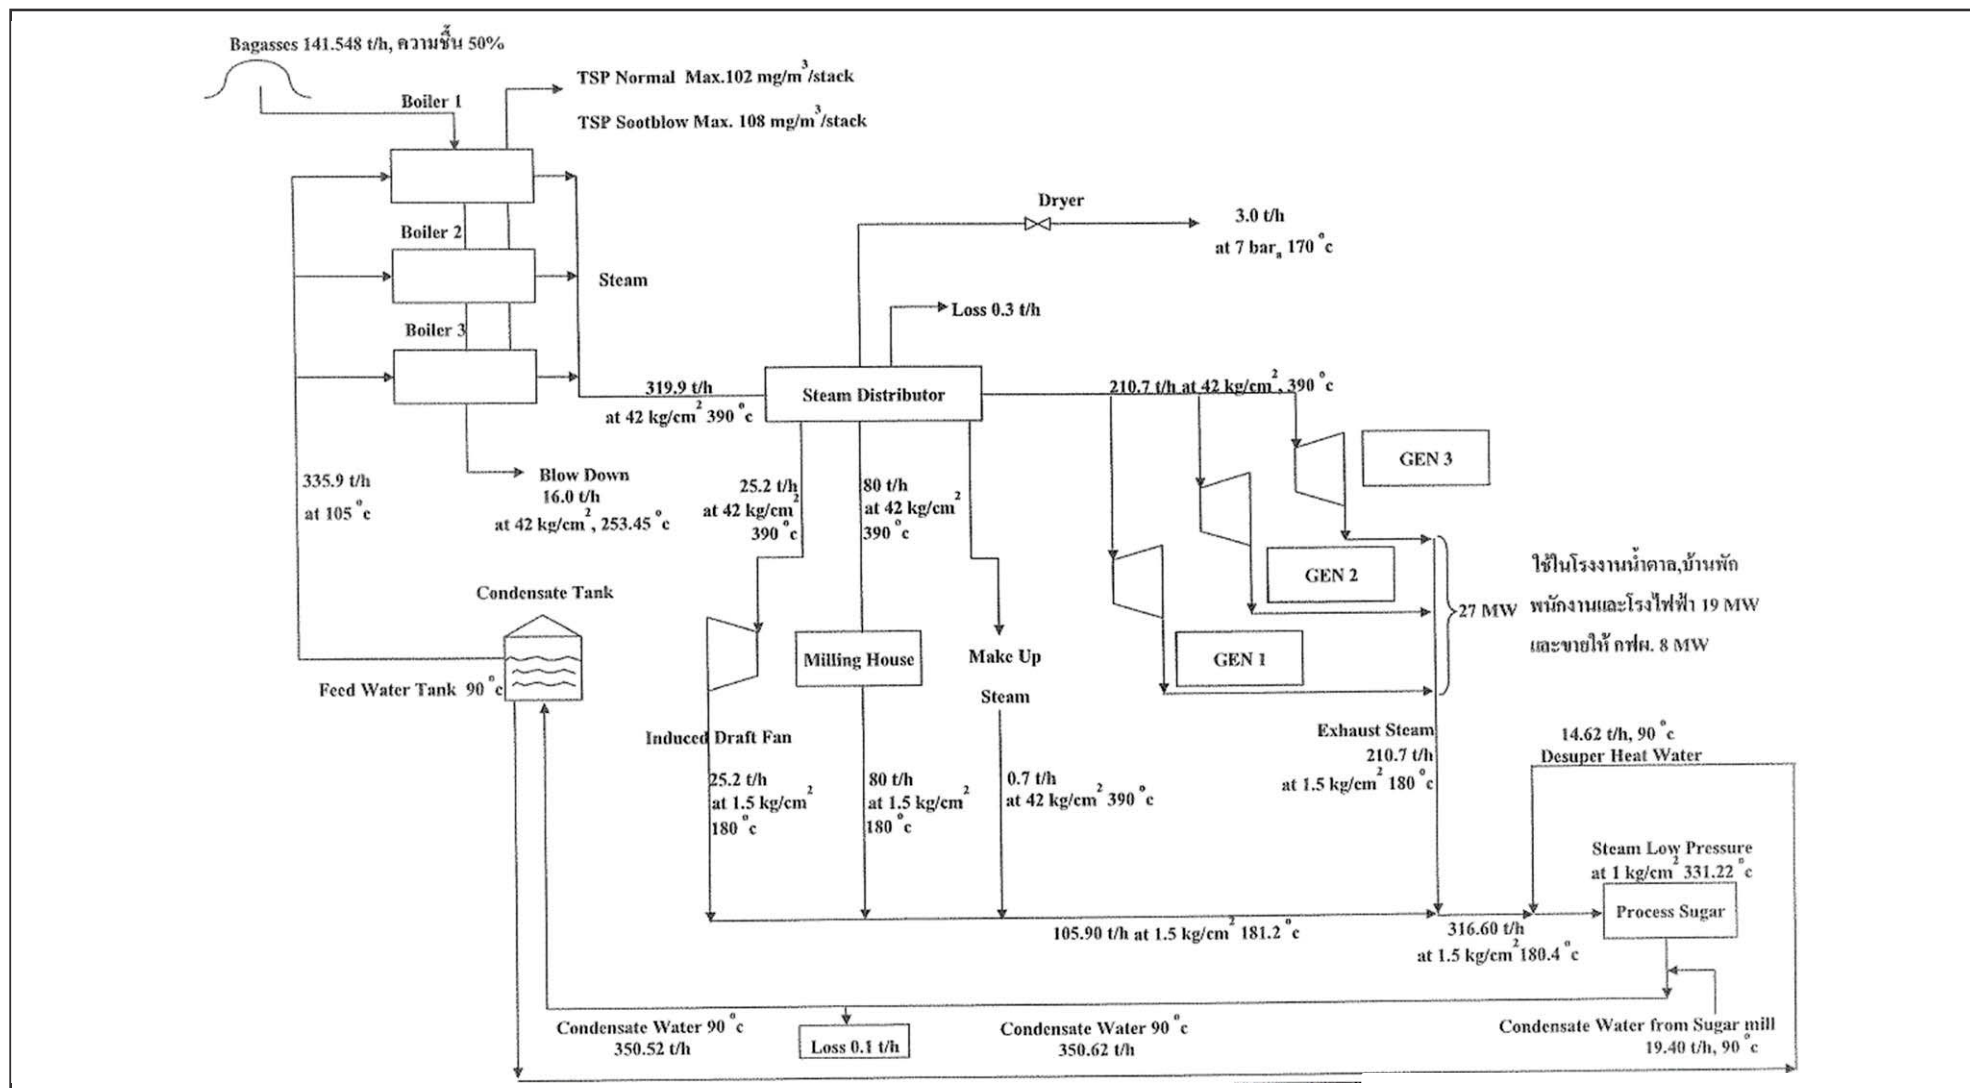 Bagasses 141.548 t/h, ความชื้น 50%
TSP Normal Max.102 mg/m³/stack
Boiler 1
TSP Sootblow Max. 108 mg/m³/stack
Dryer
3.0 t/h
at 7 barₐ 170 °c
Boiler 2
Steam
Loss 0.3 t/h
Boiler 3
319.9 t/h
at 42 kg/cm² 390 °c
Steam Distributor
210.7 t/h at 42 kg/cm², 390 °c
GEN 3
335.9 t/h
at 105 °c
Blow Down
16.0 t/h
at 42 kg/cm², 253.45 °c
25.2 t/h
at 42 kg/cm²
390 °c
80 t/h
at 42 kg/cm²
390 °c
GEN 2
27 MW
ใช้ในโรงงานน้ำตาล,บ้านพัก
พนักงานและโรงไฟฟ้า 19 MW
และขายให้ กฟผ. 8 MW
Condensate Tank
Feed Water Tank 90 °c
Milling House
Make Up
Steam
GEN 1
Induced Draft Fan
25.2 t/h
at 1.5 kg/cm²
180 °c
80 t/h
at 1.5 kg/cm²
180 °c
0.7 t/h
at 42 kg/cm² 390 °c
Exhaust Steam
210.7 t/h
at 1.5 kg/cm² 180 °c
14.62 t/h, 90 °c
Desuper Heat Water
Steam Low Pressure
at 1 kg/cm² 331.22 °c
Process Sugar
105.90 t/h at 1.5 kg/cm² 181.2 °c
316.60 t/h
at 1.5 kg/cm² 180.4 °c
Condensate Water 90 °c
350.52 t/h
Loss 0.1 t/h
Condensate Water 90 °c
350.62 t/h
Condensate Water from Sugar mill
19.40 t/h, 90 °c